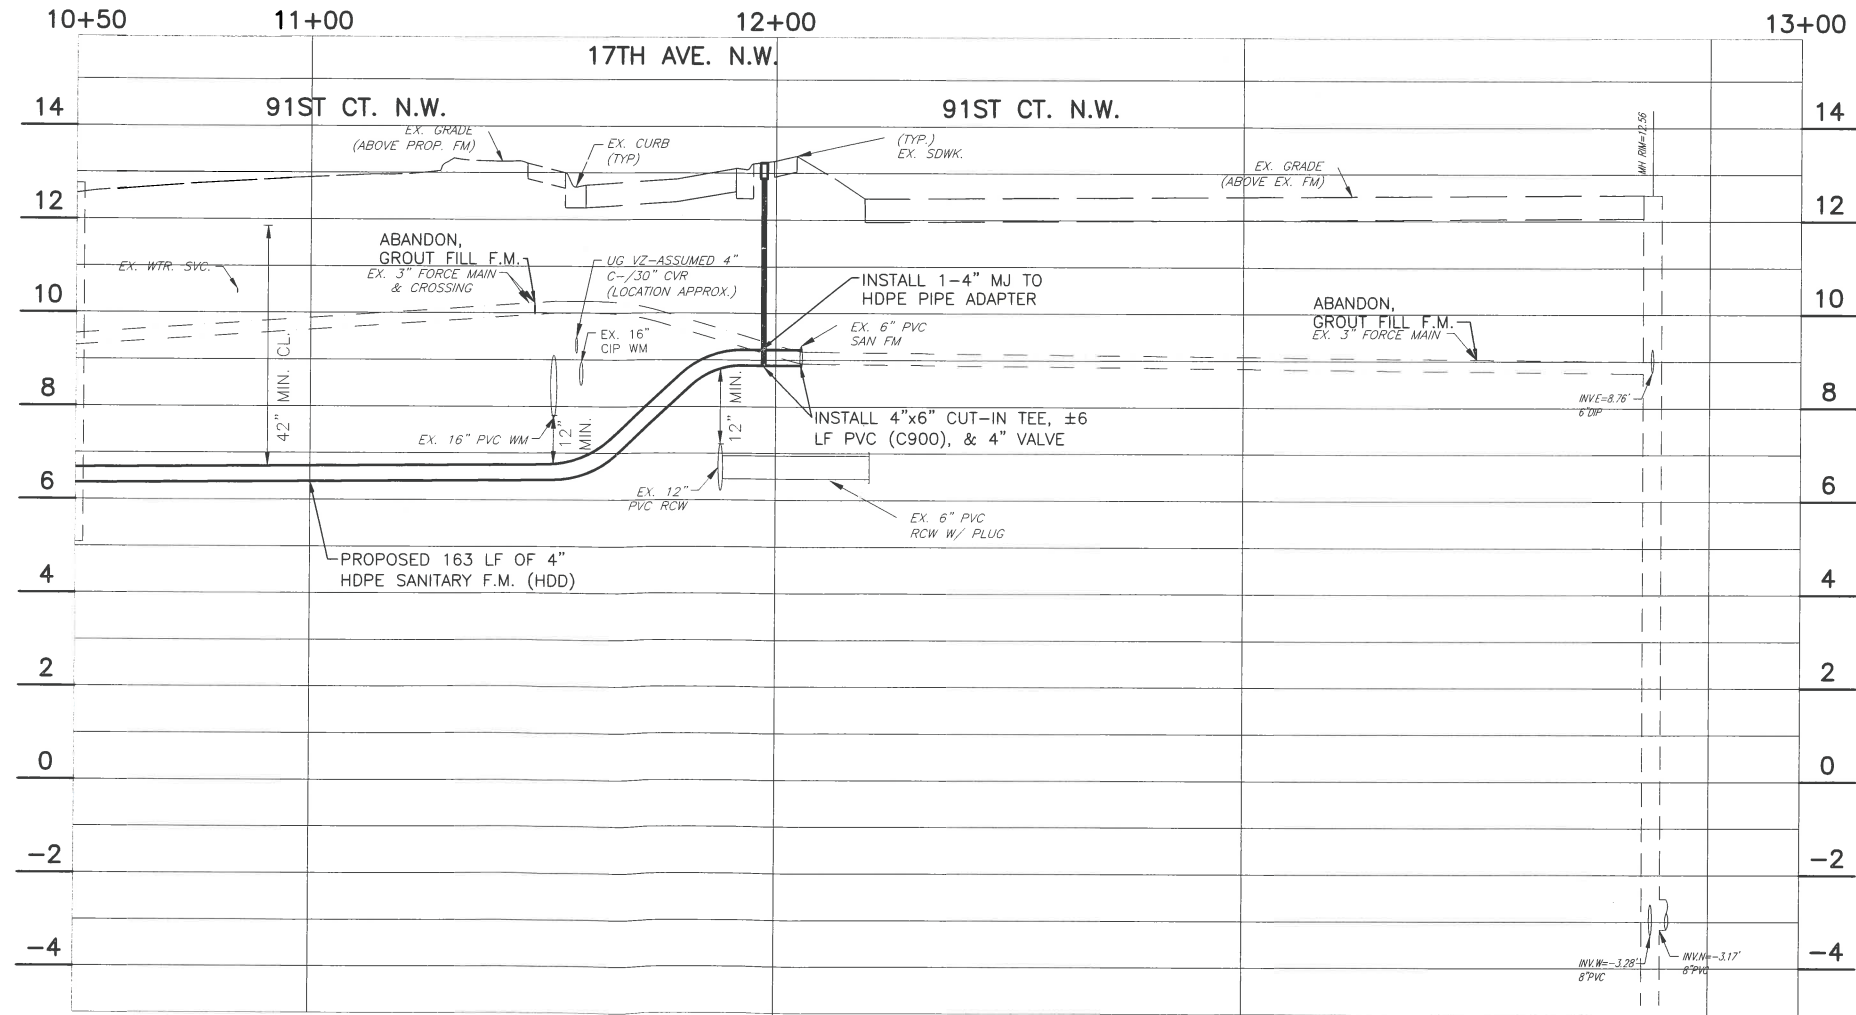 10+50
11+00
12+00
13+00
17TH AVE. N.W.
91ST CT. N.W.
91ST CT. N.W.
14
14
EX. GRADE
(ABOVE PROP. FM)
EX. CURB
(TYP)
(TYP.)
EX. SDWK.
EX. GRADE
(ABOVE EX. FM)
MH RIM=12.56
12
12
ABANDON,
GROUT FILL F.M.
EX. 3" FORCE MAIN
& CROSSING
EX. WTR. SVC.
UG VZ-ASSUMED 4"
C-/30" CVR
(LOCATION APPROX.)
INSTALL 1-4" MJ TO
HDPE PIPE ADAPTER
10
10
ABANDON,
GROUT FILL F.M.
EX. 3" FORCE MAIN
EX. 16"
CIP WM
EX. 6" PVC
SAN FM
42" MIN. CL.
8
8
INV.E=8.76'
6"DIP
12" MIN.
12"
MIN.
INSTALL 4"x6" CUT-IN TEE, ±6
LF PVC (C900), & 4" VALVE
EX. 16" PVC WM
6
6
EX. 12"
PVC RCW
EX. 6" PVC
RCW W/ PLUG
PROPOSED 163 LF OF 4"
HDPE SANITARY F.M. (HDD)
4
4
2
2
0
0
-2
-2
-4
-4
INV.W=-3.28'
8"PVC
INV.N=-3.17'
8"PVC